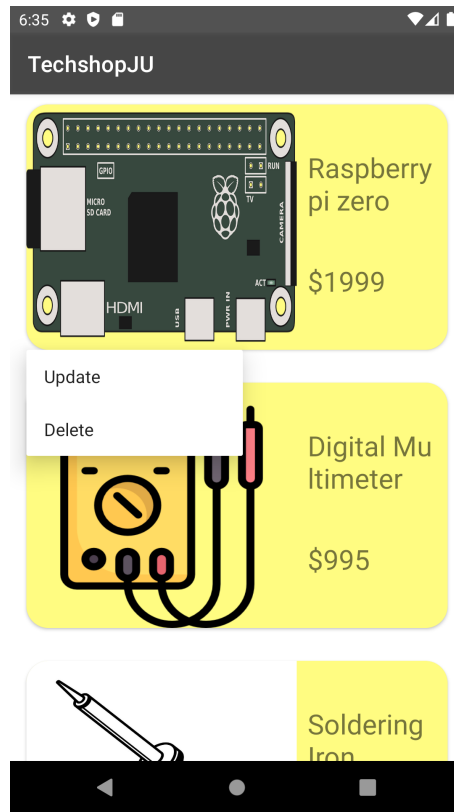 6:35
TechshopJU
GPIO
RUN
TV
MICRO
SD CARD
CAMERA
ACT
HDMI
USB
PWR IN
Raspberry
pi zero
$1999
Update
Delete
Digital Mu
ltimeter
$995
Soldering
Iron